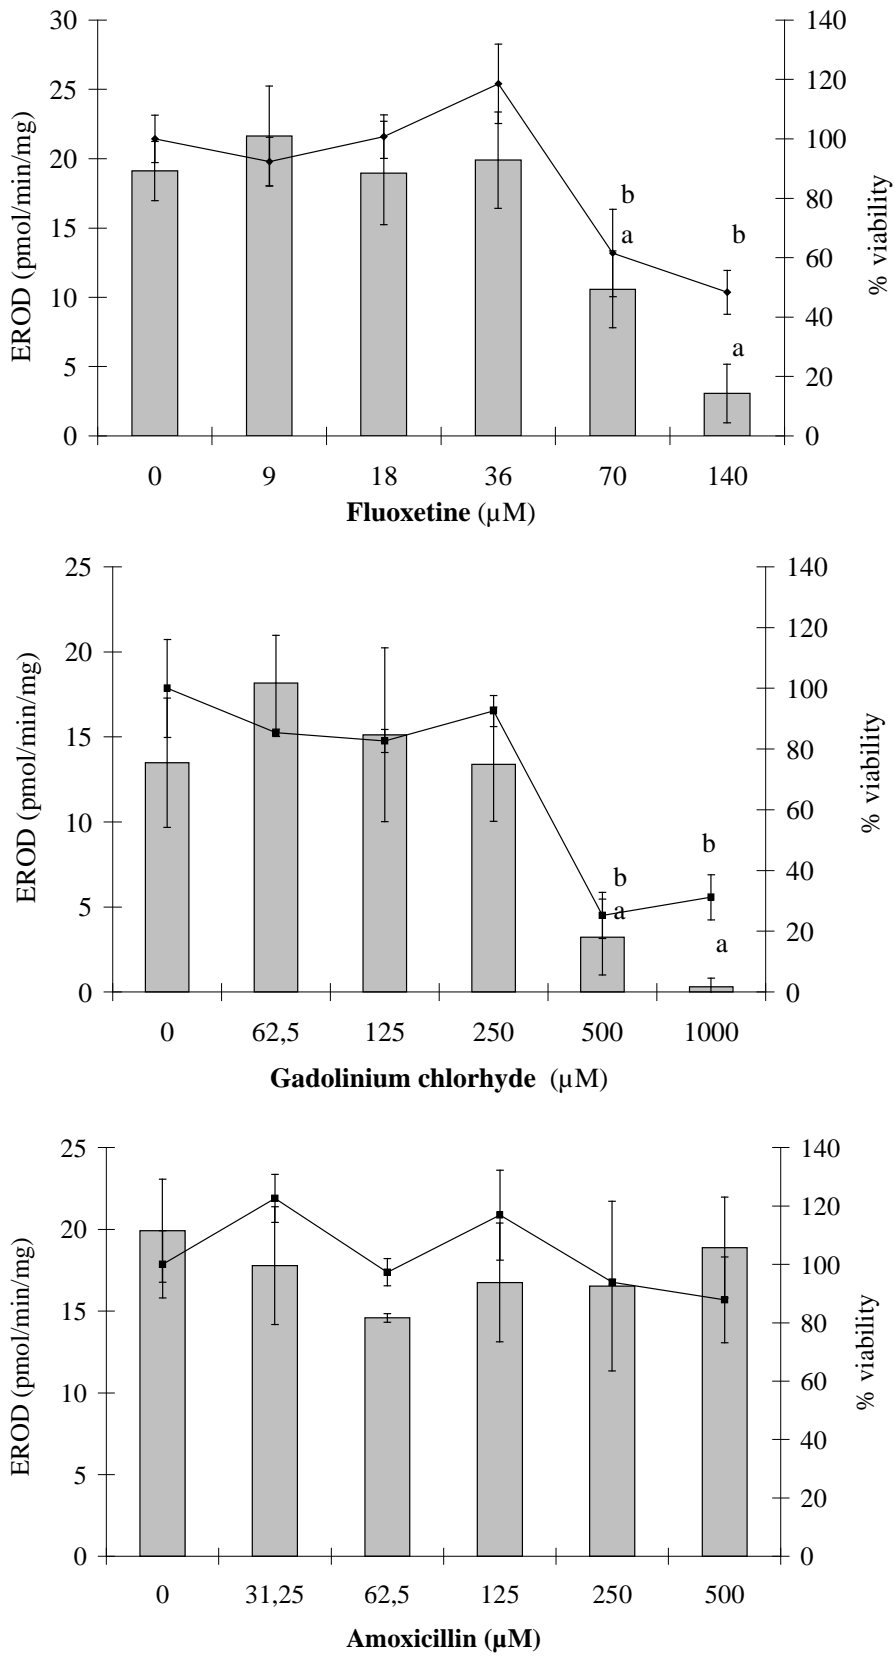 30
25
20
15
10
5
0
EROD (pmol/min/mg)
140
120
100
80
60
40
20
0
% viability
b
a
b
a
0 9 18 36 70 140
Fluoxetine (µM)
25
20
15
10
5
0
EROD (pmol/min/mg)
140
120
100
80
60
40
20
0
% viability
b
a
b
a
0 62,5 125 250 500 1000
Gadolinium chlorhyde (µM)
25
20
15
10
5
0
EROD (pmol/min/mg)
140
120
100
80
60
40
20
0
% viability
0 31,25 62,5 125 250 500
Amoxicillin (µM)